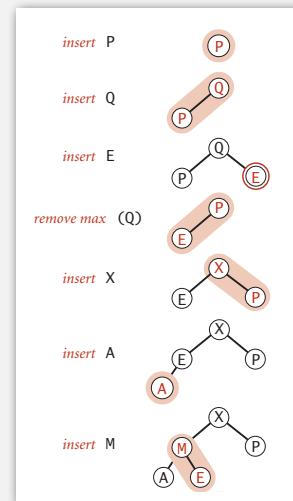 insert P
P
insert Q
Q
P
insert E
Q
P E
remove max (Q)
P
E
insert X
X
E P
insert A
X
E P
A
insert M
X
M P
A E